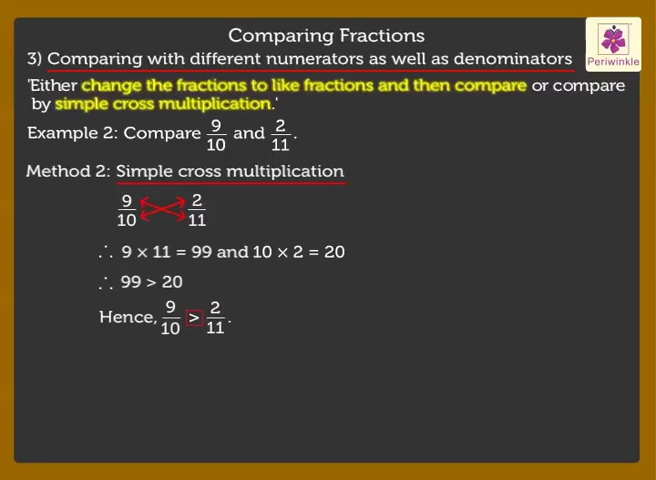 Comparing Fractions
Periwinkle
3) Comparing with different numerators as well as denominators
'Either change the fractions to like fractions and then compare or compare
by simple cross multiplication.'
Example 2: Compare 9/10 and 2/11.
Method 2: Simple cross multiplication
9/10 2/11
∴ 9 × 11 = 99 and 10 × 2 = 20
∴ 99 > 20
Hence, 9/10 > 2/11.